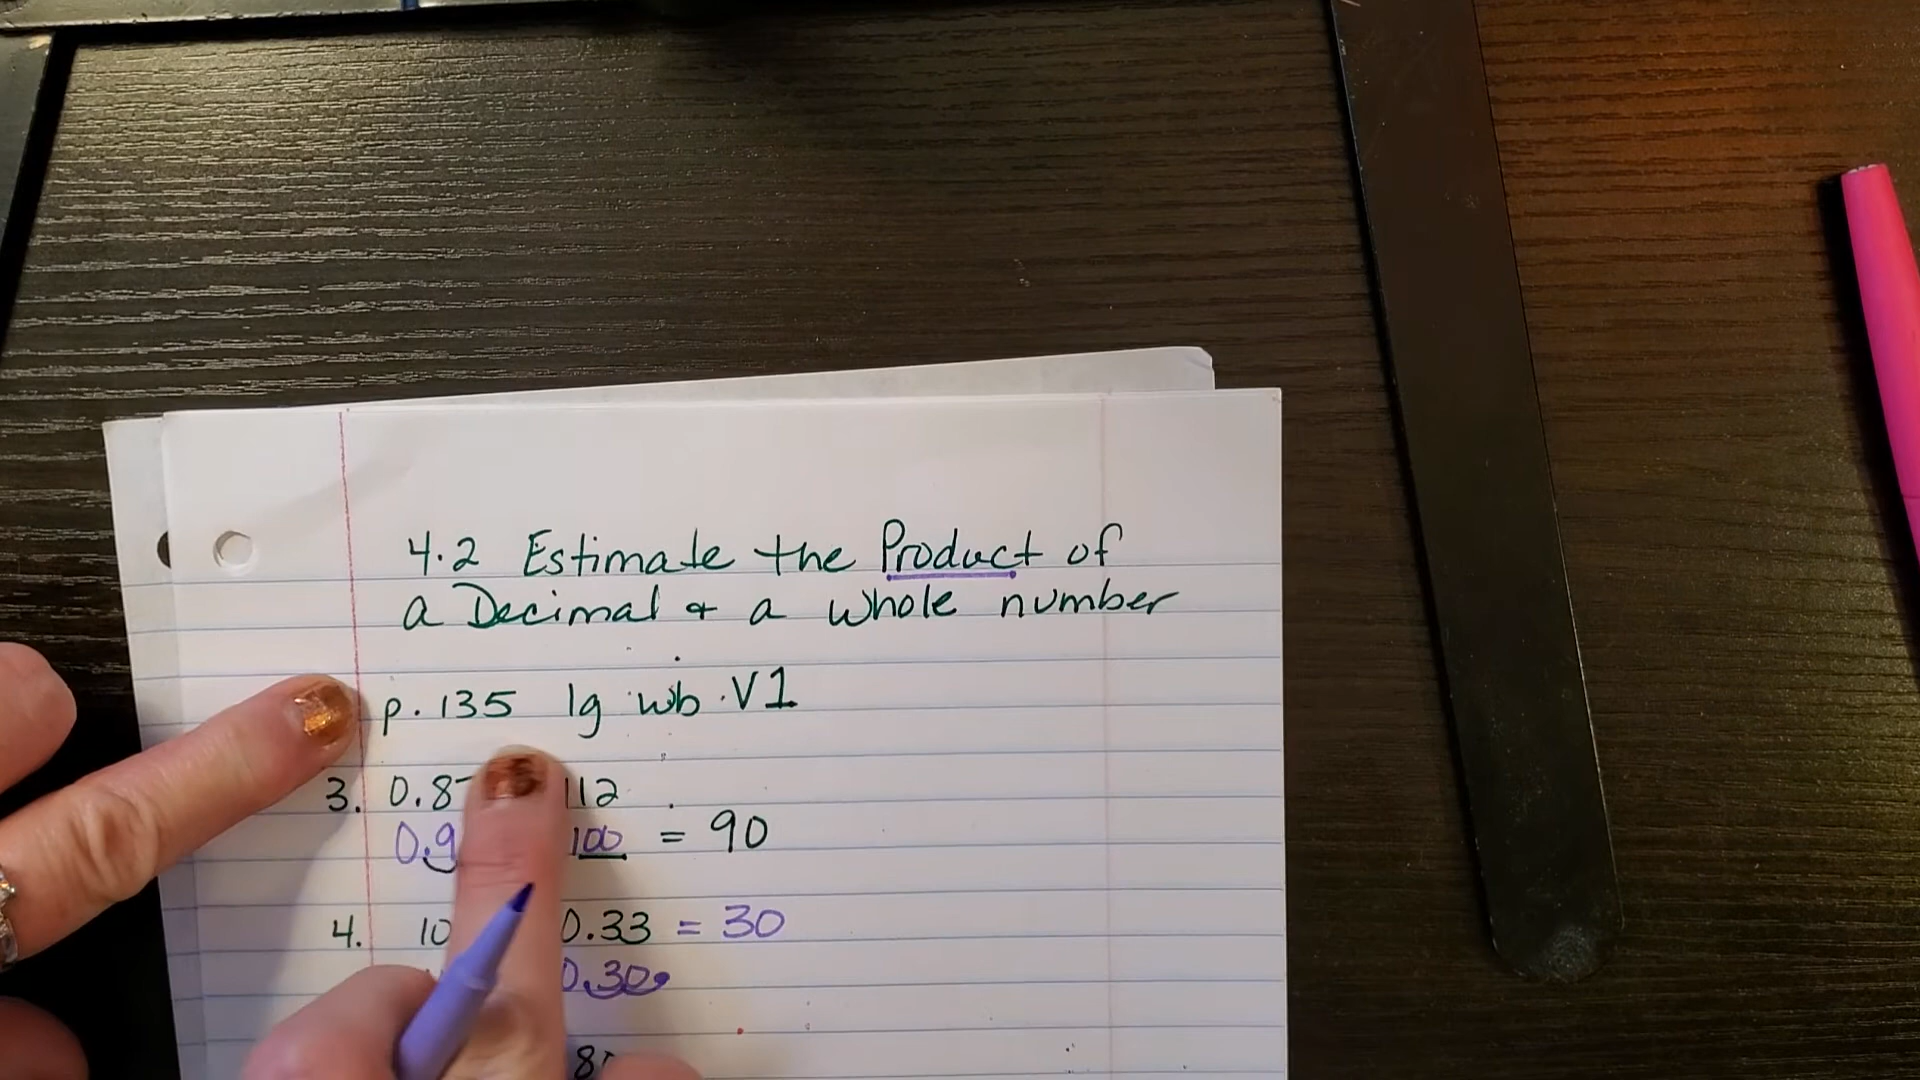 4.2 Estimate the Product of
a Decimal + a whole number
p. 135 lg wb V1
3. 0.8 112
0.9 100 = 90
4. 10 0.33 = 30
0.30